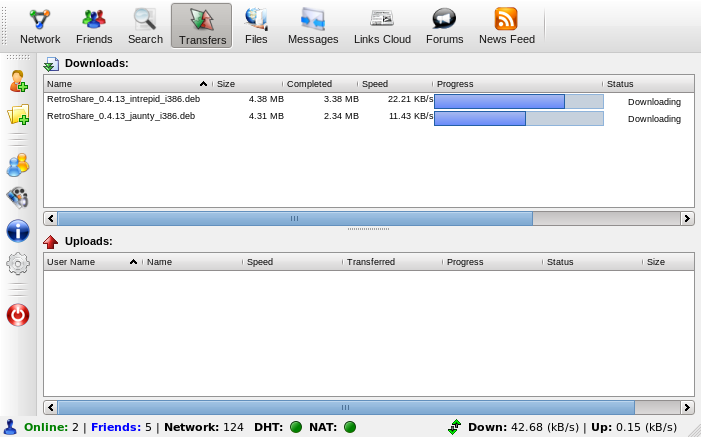 Network Friends Search Transfers Files Messages Links Cloud Forums News Feed
Downloads:
Name Size Completed Speed Progress Status
RetroShare_0.4.13_intrepid_i386.deb 4.38 MB 3.38 MB 22.21 KB/s Downloading
RetroShare_0.4.13_jaunty_i386.deb 4.31 MB 2.34 MB 11.43 KB/s Downloading
Uploads:
User Name Name Speed Transferred Progress Status Size
Online: 2 | Friends: 5 | Network: 124 DHT: NAT: Down: 42.68 (kB/s) | Up: 0.15 (kB/s)